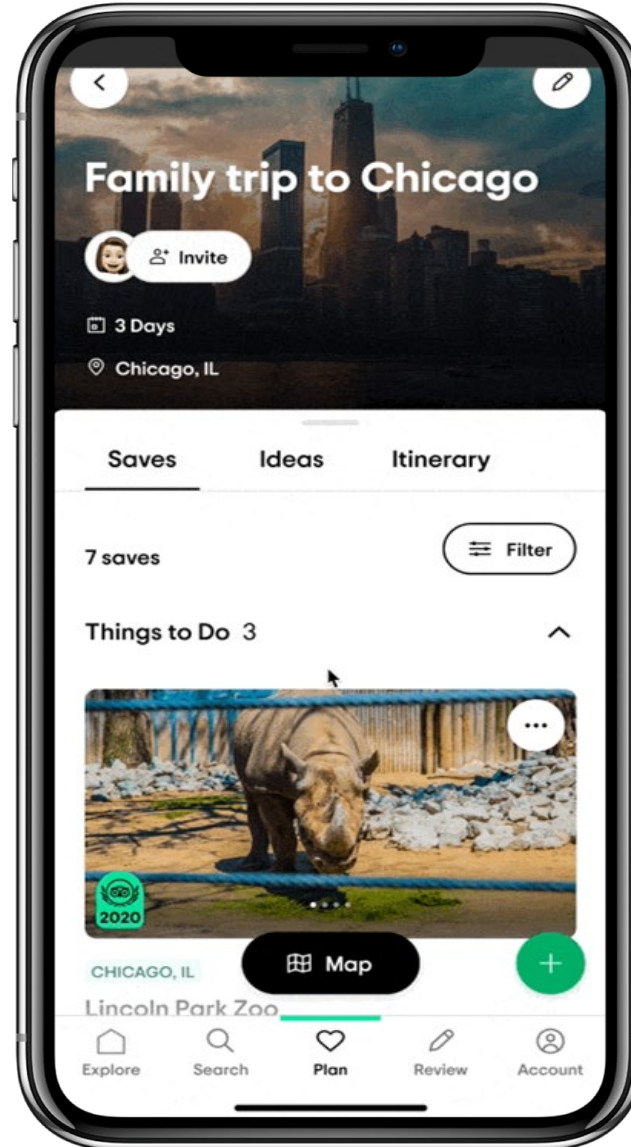 Family trip to Chicago
Invite
3 Days
Chicago, IL
Saves Ideas Itinerary
7 saves
Filter
Things to Do 3
2020
Map
CHICAGO, IL
Lincoln Park Zoo
Explore Search Plan Review Account